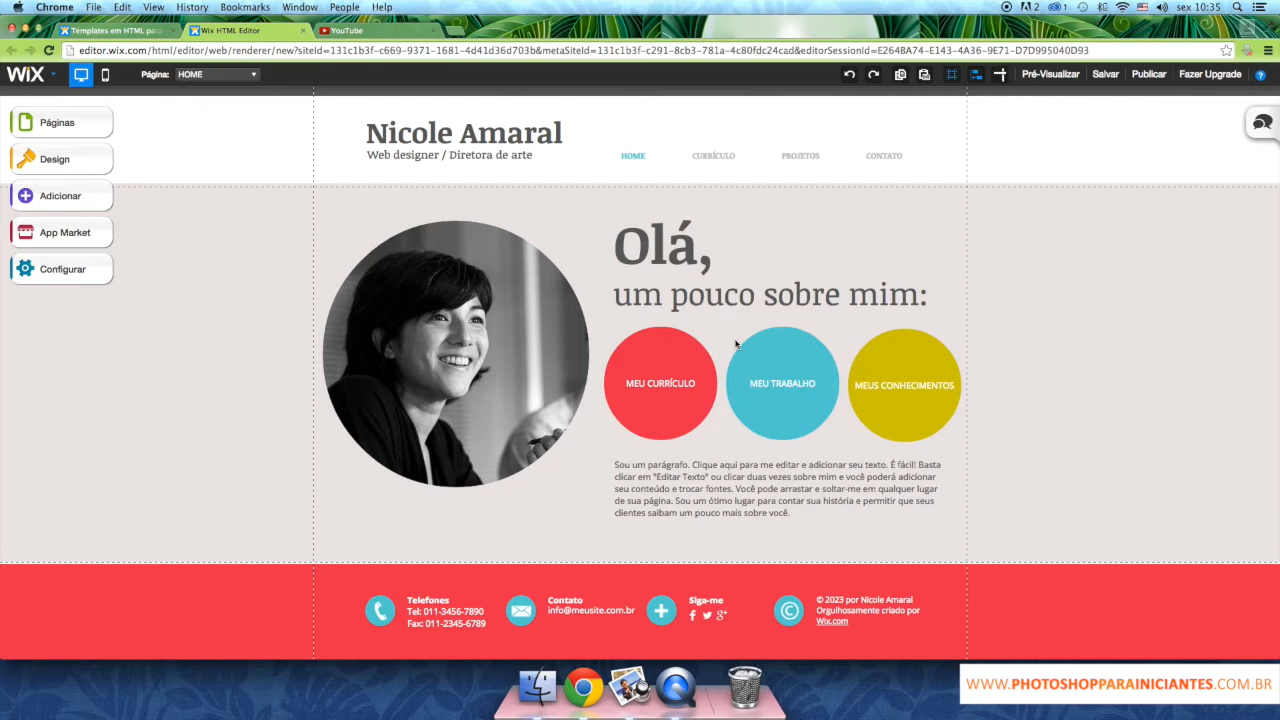 Chrome File Edit View History Bookmarks Window People Help
2 1 sex 10:35
Templates em HTML para
Wix HTML Editor
YouTube
editor.wix.com/html/editor/web/renderer/new?siteId=131c1b3f-c669-9371-1681-4d41d36d703b&metaSiteId=131c1b3f-c291-8cb3-781a-4c80fdc24cad&editorSessionId=E264BA74-E143-4A36-9E71-D7D995040D93
WiX Página: HOME Pré-Visualizar Salvar Publicar Fazer Upgrade ?
Páginas
Design
Adicionar
App Market
Configurar
Nicole Amaral
Web designer / Diretora de arte
HOME CURRÍCULO PROJETOS CONTATO
Olá,
um pouco sobre mim:
MEU CURRÍCULO
MEU TRABALHO
MEUS CONHECIMENTOS
Sou um parágrafo. Clique aqui para me editar e adicionar seu texto. É fácil! Basta
clicar em "Editar Texto" ou clicar duas vezes sobre mim e você poderá adicionar
seu conteúdo e trocar fontes. Você pode arrastar e soltar-me em qualquer lugar
de sua página. Sou um ótimo lugar para contar sua história e permitir que seus
clientes saibam um pouco mais sobre você.
Telefones
Tel: 011-3456-7890
Fax: 011-2345-6789
Contato
info@meusite.com.br
Siga-me
© 2023 por Nicole Amaral
Orgulhosamente criado por
Wix.com
WWW.PHOTOSHOPPARAINICIANTES.COM.BR